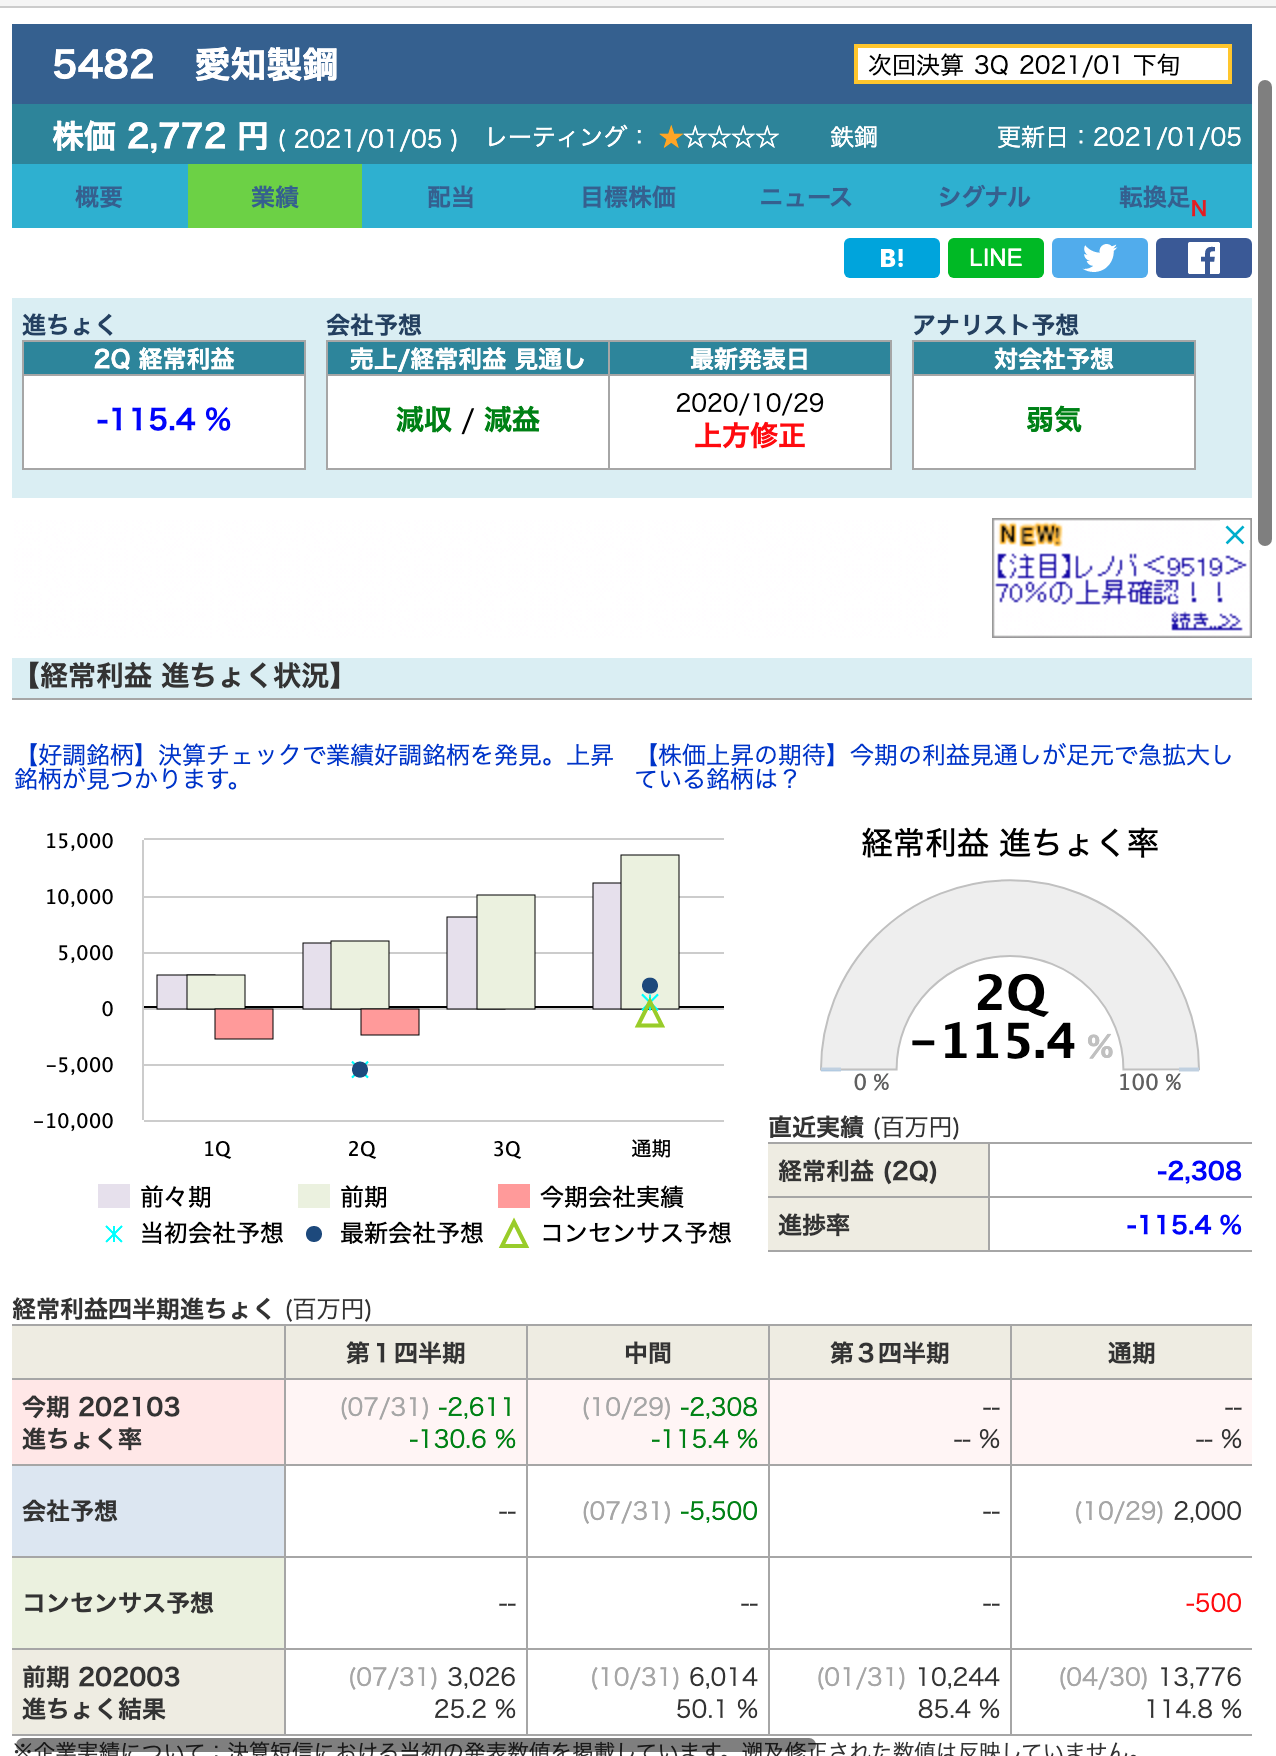 5482 愛知製鋼
次回決算 3Q 2021/01 下旬
株価 2,772 円 ( 2021/01/05 ) レーティング： ★☆☆☆☆ 鉄鋼 更新日：2021/01/05
概要 業績 配当 目標株価 ニュース シグナル 転換足N
B! LINE
進ちょく 会社予想 アナリスト予想
2Q 経常利益 売上/経常利益 見通し 最新発表日 対会社予想
-115.4 % 減収 / 減益 2020/10/29 弱気
上方修正
NEW!
【注目】レノバ<9519>
70%の上昇確認！！
続き..>>
【経常利益 進ちょく状況】
【好調銘柄】決算チェックで業績好調銘柄を発見。上昇
銘柄が見つかります。
【株価上昇の期待】今期の利益見通しが足元で急拡大し
ている銘柄は？
15,000
10,000
5,000
0
−5,000
−10,000
1Q 2Q 3Q 通期
前々期 前期 今期会社実績
当初会社予想 最新会社予想 コンセンサス予想
経常利益 進ちょく率
2Q
−115.4 %
0 % 100 %
直近実績 (百万円)
経常利益 (2Q) -2,308
進捗率 -115.4 %
経常利益四半期進ちょく (百万円)
第１四半期 中間 第３四半期 通期
今期 202103 (07/31) -2,611 (10/29) -2,308 -- --
進ちょく率 -130.6 % -115.4 % -- % -- %
会社予想 -- (07/31) -5,500 -- (10/29) 2,000
コンセンサス予想 -- -- -- -500
前期 202003 (07/31) 3,026 (10/31) 6,014 (01/31) 10,244 (04/30) 13,776
進ちょく結果 25.2 % 50.1 % 85.4 % 114.8 %
※企業実績について：決算短信における当初の発表数値を掲載しています。遡及修正された数値は反映していません。